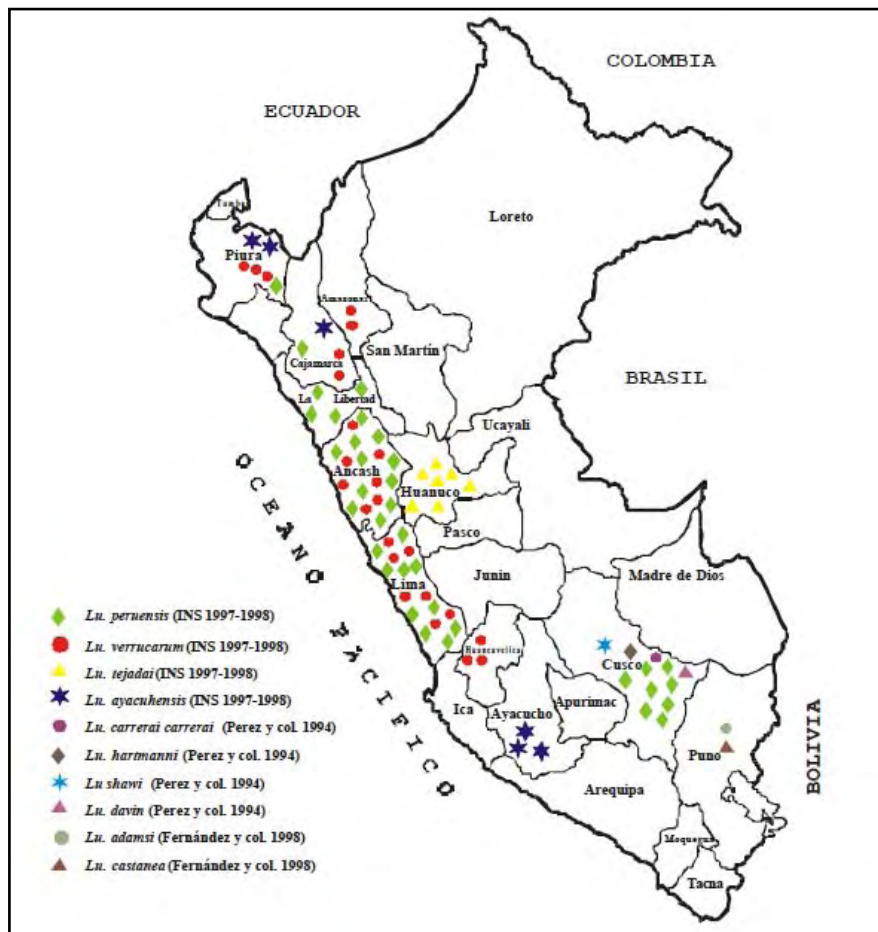 COLOMBIA
ECUADOR
Loreto
Piura
Amazonas
San Martín
Cajamarca
BRASIL
La Libertad
Ucayali
Ancash
Huanuco
OCEÁNO PÁCIFICO
Pasco
Lima
Junin
Madre de Dios
Huancavelica
Cusco
Ica
Ayacucho
Apurimac
Puno
BOLIVIA
Arequipa
Moquegua
Tacna
Lu. peruensis (INS 1997-1998)
Lu. verrucarum (INS 1997-1998)
Lu. tejadai (INS 1997-1998)
Lu. ayacuhensis (INS 1997-1998)
Lu. carrerai carrerai (Perez y col. 1994)
Lu. hartmanni (Perez y col. 1994)
Lu shawi (Perez y col. 1994)
Lu. davin (Perez y col. 1994)
Lu. adamsi (Fernández y col. 1998)
Lu. castanea (Fernández y col. 1998)